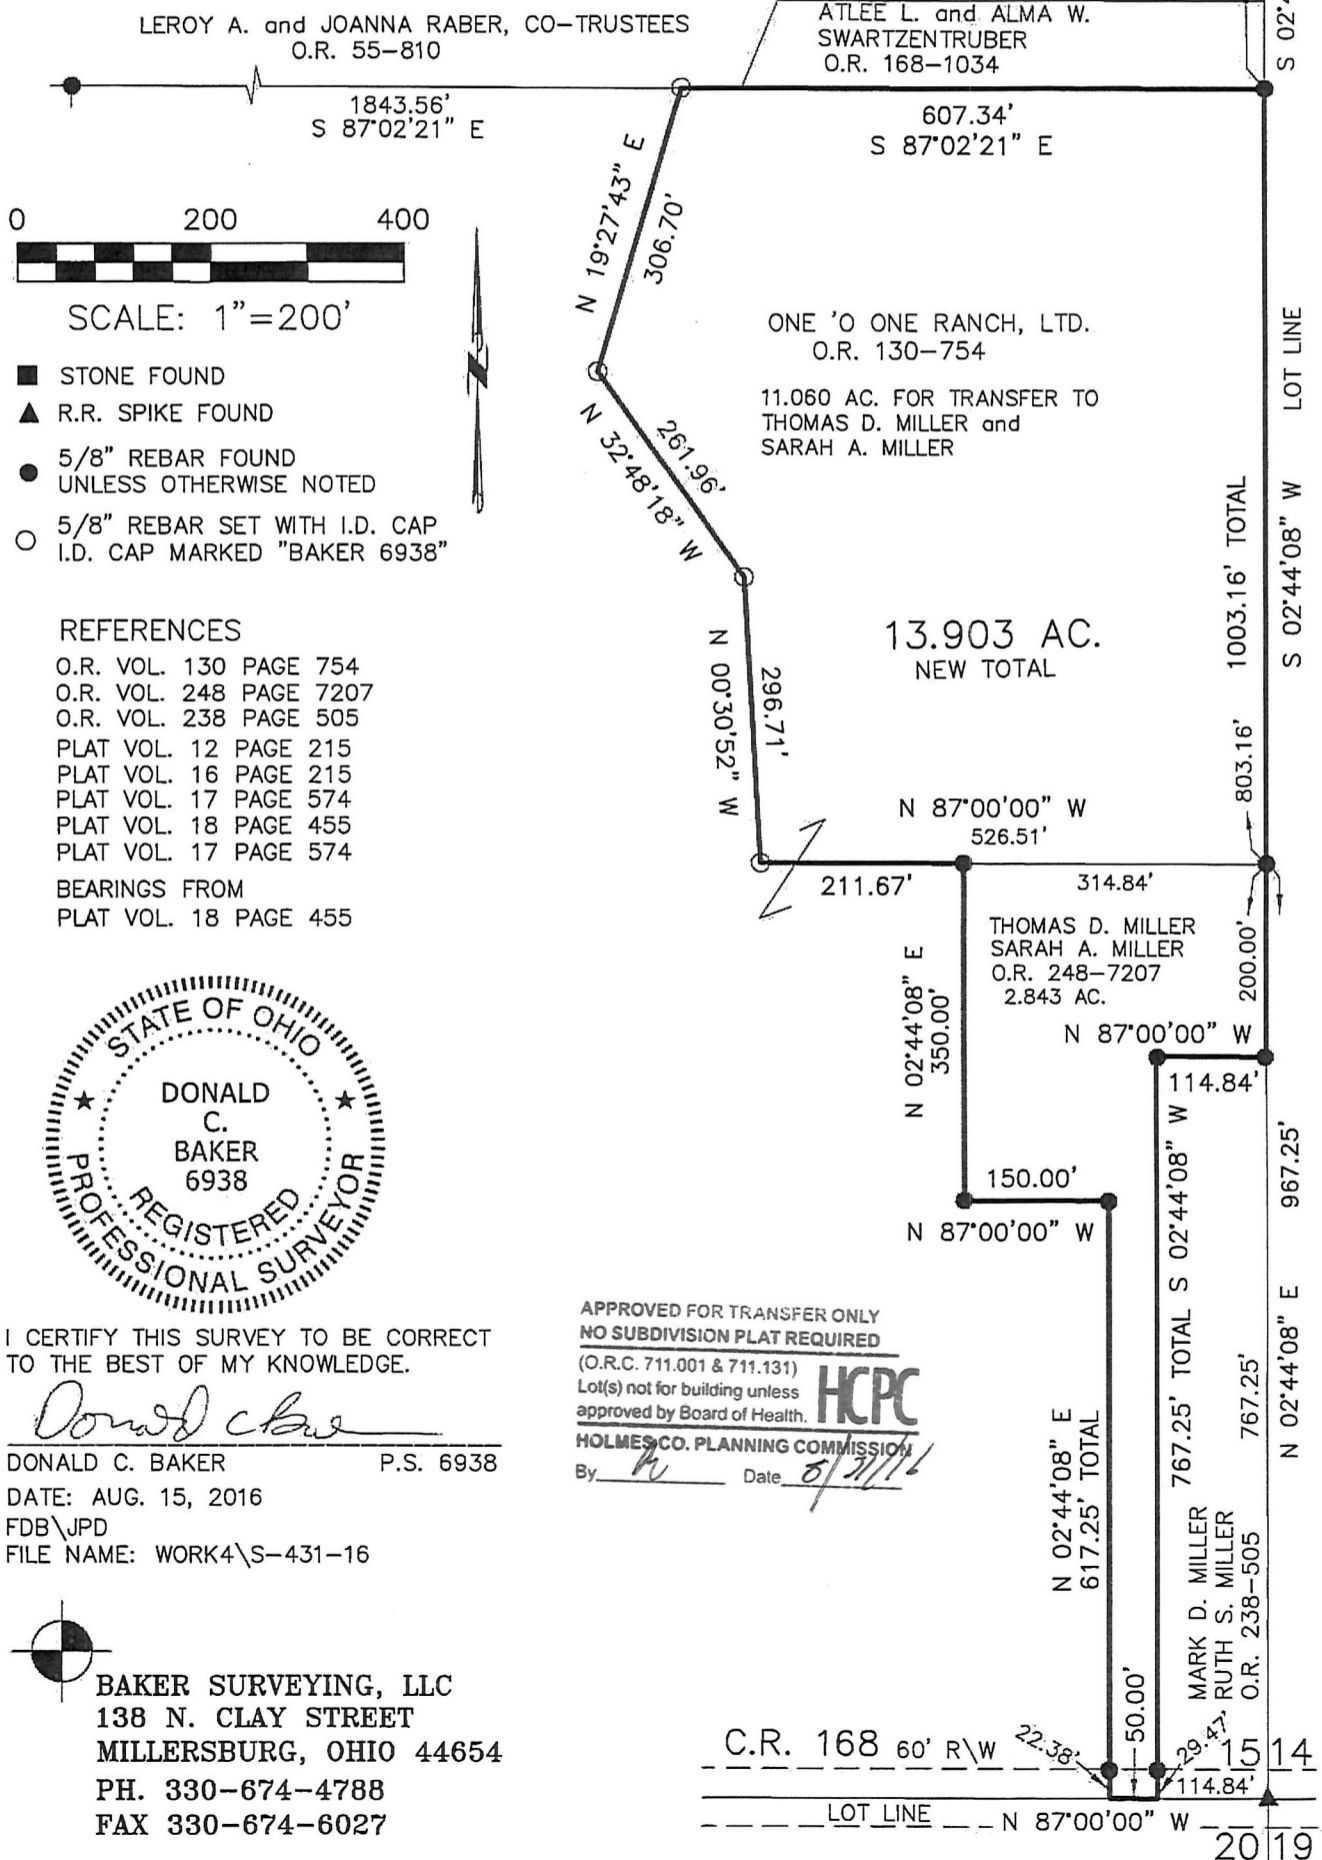 LEROY A. and JOANNA RABER, CO-TRUSTEES
O.R. 55-810
ATLEE L. and ALMA W.
SWARTZENTRUBER
O.R. 168-1034
1843.56'
S 87°02'21" E
607.34'
S 87°02'21" E
N 19°27'43" E
306.70'
0 200 400
SCALE: 1"=200'
N
STONE FOUND
R.R. SPIKE FOUND
5/8" REBAR FOUND
UNLESS OTHERWISE NOTED
5/8" REBAR SET WITH I.D. CAP
I.D. CAP MARKED "BAKER 6938"
ONE 'O ONE RANCH, LTD.
O.R. 130-754
11.060 AC. FOR TRANSFER TO
THOMAS D. MILLER and
SARAH A. MILLER
261.96'
N 32°48'18" W
LOT LINE
S 02°44'08" W
1003.16' TOTAL
803.16'
13.903 AC.
NEW TOTAL
296.71'
N 00°30'52" W
REFERENCES
O.R. VOL. 130 PAGE 754
O.R. VOL. 248 PAGE 7207
O.R. VOL. 238 PAGE 505
PLAT VOL. 12 PAGE 215
PLAT VOL. 16 PAGE 215
PLAT VOL. 17 PAGE 574
PLAT VOL. 18 PAGE 455
PLAT VOL. 17 PAGE 574
BEARINGS FROM
PLAT VOL. 18 PAGE 455
N 87°00'00" W
526.51'
211.67'
314.84'
THOMAS D. MILLER
SARAH A. MILLER
O.R. 248-7207
2.843 AC.
200.00'
N 02°44'08" E
350.00'
N 87°00'00" W
114.84'
150.00'
N 87°00'00" W
767.25' TOTAL S 02°44'08" W
967.25'
767.25'
N 02°44'08" E
STATE OF OHIO
DONALD
C.
BAKER
6938
REGISTERED
PROFESSIONAL SURVEYOR
I CERTIFY THIS SURVEY TO BE CORRECT
TO THE BEST OF MY KNOWLEDGE.
DONALD C. BAKER P.S. 6938
DATE: AUG. 15, 2016
FDB\JPD
FILE NAME: WORK4\S-431-16
APPROVED FOR TRANSFER ONLY
NO SUBDIVISION PLAT REQUIRED
(O.R.C. 711.001 & 711.131)
Lot(s) not for building unless
approved by Board of Health.
HCPC
HOLMES CO. PLANNING COMMISSION
By Date
N 02°44'08" E
617.25' TOTAL
MARK D. MILLER
RUTH S. MILLER
O.R. 238-505
BAKER SURVEYING, LLC
138 N. CLAY STREET
MILLERSBURG, OHIO 44654
PH. 330-674-4788
FAX 330-674-6027
C.R. 168 60' R\W
22.38'
50.00'
29.47'
15 14
114.84'
LOT LINE
N 87°00'00" W
20 19